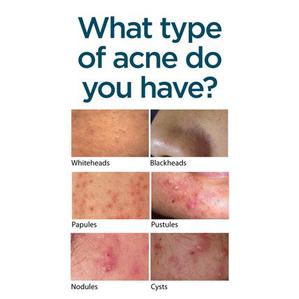 What type
of acne do
you have?
Whiteheads
Blackheads
Papules
Pustules
Nodules
Cysts